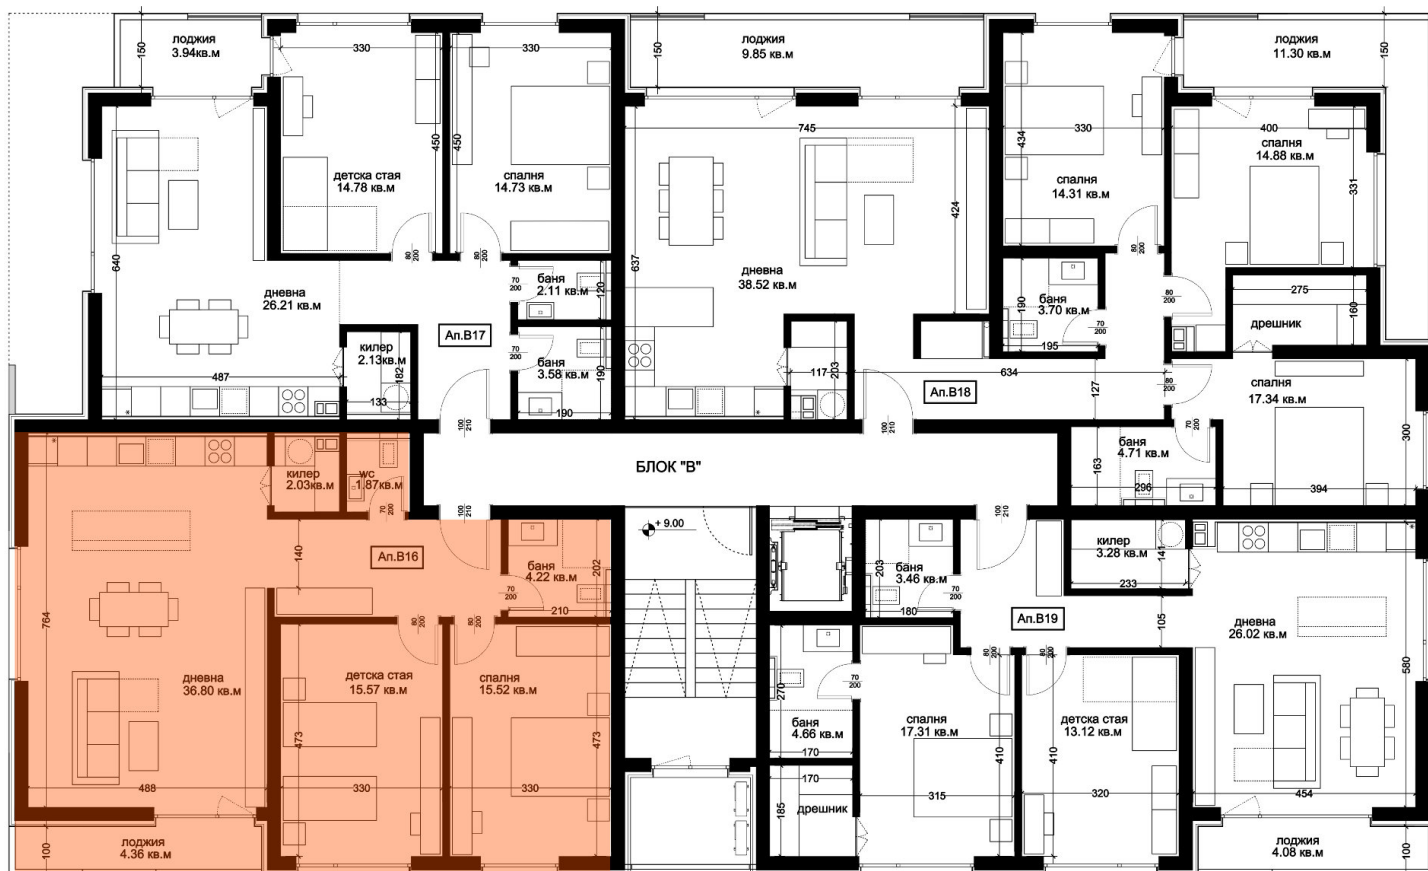 лоджия
3.94кв.м
150
330
330
450
450
детска стая
14.78 кв.м
спалня
14.73 кв.м
640
дневна
26.21 кв.м
80
200
80
200
70
200
баня
2.11 кв.м
120
Ап.В17
килер
2.13кв.м
182
133
487
70
200
баня
3.58 кв.м
190
190
100
210
лоджия
9.85 кв.м
150
745
424
637
дневна
38.52 кв.м
117
203
634
Ап.В18
127
100
210
434
330
спалня
14.31 кв.м
80
200
баня
3.70 кв.м
190
195
70
200
80
200
лоджия
11.30 кв.м
150
400
спалня
14.88 кв.м
331
275
160
дрешник
80
200
спалня
17.34 кв.м
300
394
70
200
баня
4.71 кв.м
163
296
БЛОК "В"
+ 9.00
килер
2.03кв.м
wc
1.87кв.м
70
200
100
210
140
Ап.В16
баня
4.22 кв.м
202
210
70
200
80
200
80
200
764
дневна
36.80 кв.м
488
детска стая
15.57 кв.м
473
330
спалня
15.52 кв.м
473
330
лоджия
4.36 кв.м
100
100
210
баня
3.46 кв.м
203
180
70
200
килер
3.28 кв.м
141
233
Ап.В19
105
дневна
26.02 кв.м
580
454
80
200
80
200
баня
4.66 кв.м
270
170
70
200
170
185
дрешник
спалня
17.31 кв.м
410
315
детска стая
13.12 кв.м
410
320
лоджия
4.08 кв.м
100